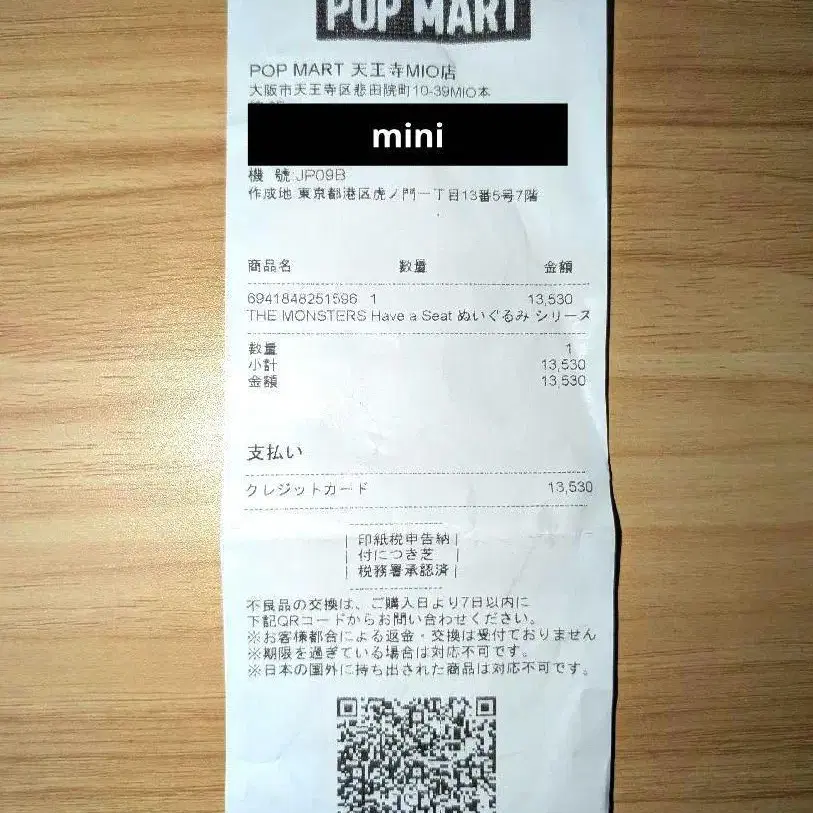 POP MART
POP MART 天王寺MIO店
大阪市天王寺区悲田院町10-39MIO本
mini
機 號:JP09B
作成地 東京都港区虎ノ門一丁目13番5号7階
商品名 数量 金額
6941848251596 1 13,530
THE MONSTERS Have a Seat ぬいぐるみ シリーズ
数量 1
小計 13,530
金額 13,530
支払い
クレジットカード 13,530
印紙税申告納
付につき芝
税務署承認済
不良品の交換は、ご購入日より7日以内に
下記QRコードからお問い合わせください。
※お客様都合による返金・交換は受付ておりません
※期限を過ぎている場合は対応不可です。
※日本の国外に持ち出された商品は対応不可です。